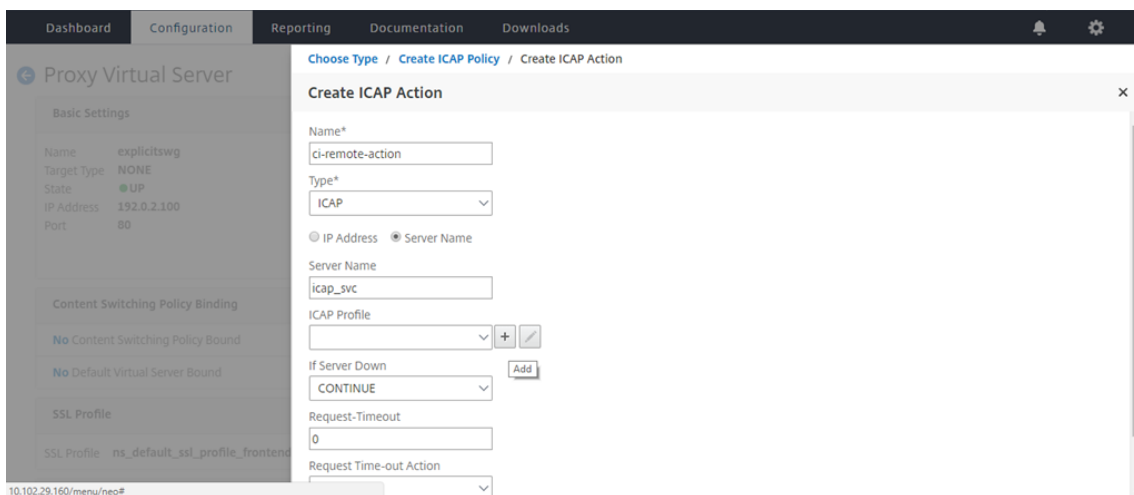 Dashboard Configuration Reporting Documentation Downloads
Proxy Virtual Server
Basic Settings
Name explicitswg
Target Type NONE
State UP
IP Address 192.0.2.100
Port 80
Content Switching Policy Binding
No Content Switching Policy Bound
No Default Virtual Server Bound
SSL Profile
SSL Profile ns_default_ssl_profile_frontend
10.102.29.160/menu/neo#
Choose Type / Create ICAP Policy / Create ICAP Action
Create ICAP Action
Name*
ci-remote-action
Type*
ICAP
IP Address Server Name
Server Name
icap_svc
ICAP Profile
Add
If Server Down
CONTINUE
Request-Timeout
0
Request Time-out Action